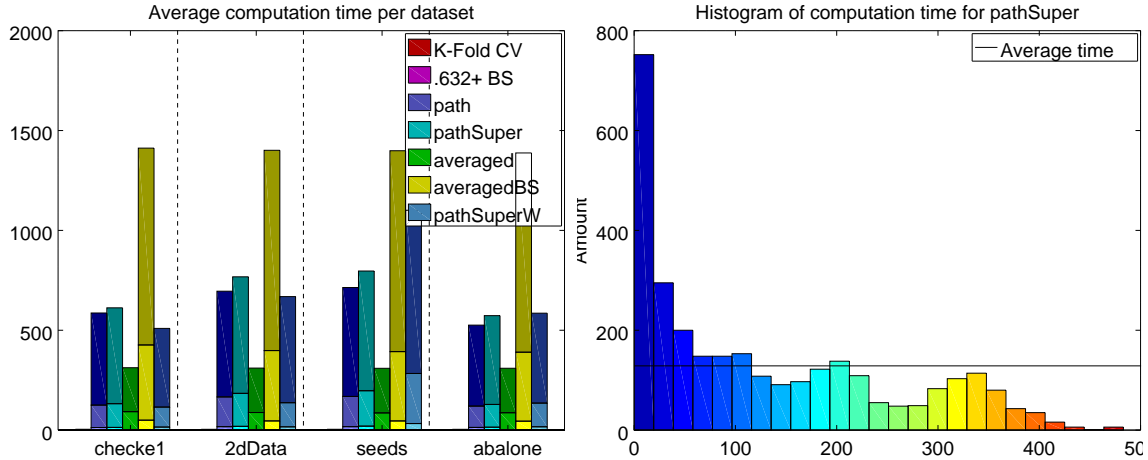 Average computation time per dataset
2000
1500
1000
500
0
checke1 2dData seeds abalone
K-Fold CV
.632+ BS
path
pathSuper
averaged
averagedBS
pathSuperW
Histogram of computation time for pathSuper
800
600
400
200
0
Amount
0 100 200 300 400 50
Average time